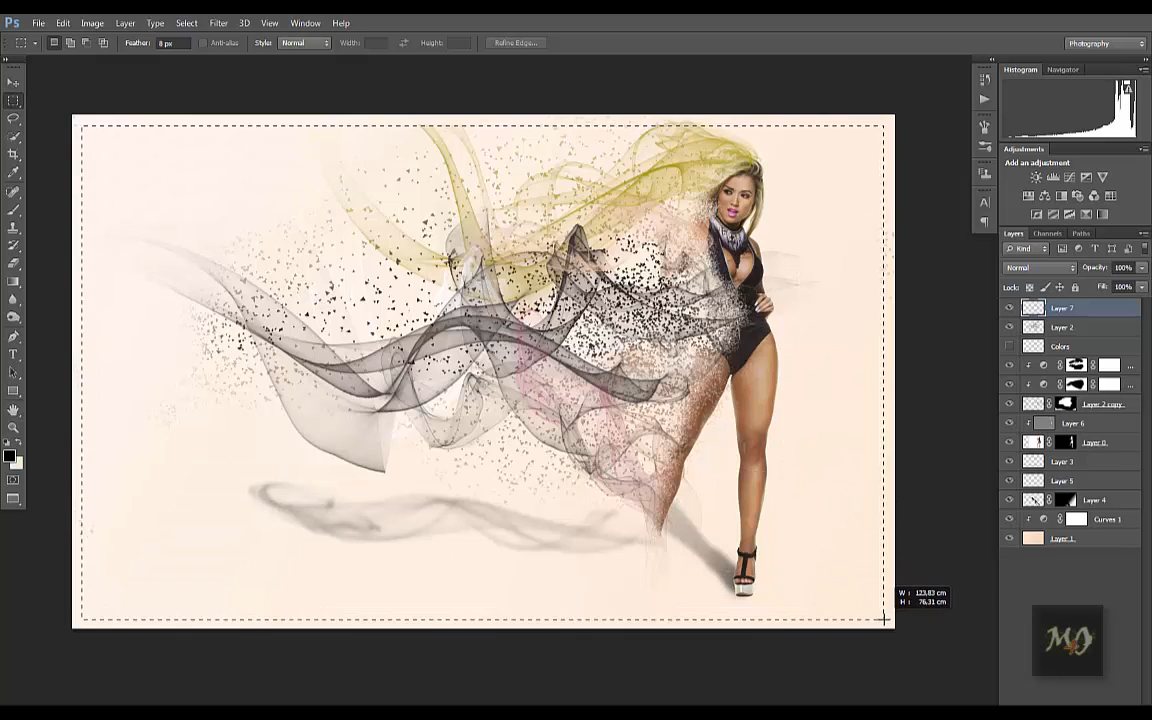 Ps File Edit Image Layer Type Select Filter 3D View Window Help
Feather: 8 px Anti-alias Style: Normal Width: Height: Refine Edge... Photography
Histogram Navigator
Adjustments
Add an adjustment
Layers Channels Paths
Kind
Normal Opacity: 100%
Lock: Fill: 100%
Layer 7
Layer 2
Colors
Layer 2 copy
Layer 6
Layer 0
Layer 3
Layer 5
Layer 4
Curves 1
Layer 1
W : 123,83 cm
H : 76,31 cm
MJ